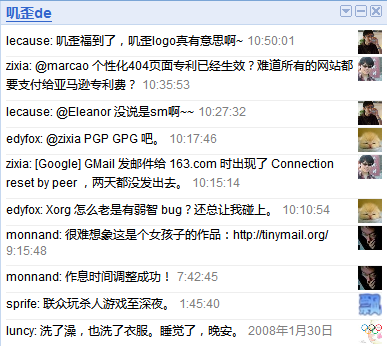 叽歪de
lecause: 叽歪福到了，叽歪logo真有意思啊~ 10:50:01
zixia: @marcao 个性化404页面专利已经生效？难道所有的网站都
要支付给亚马逊专利费？ 10:35:53
lecause: @Eleanor 没说是sm啊~~ 10:27:32
edyfox: @zixia PGP GPG 吧。 10:17:46
zixia: [Google] GMail 发邮件给 163.com 时出现了 Connection
reset by peer ，两天都没发出去。 10:15:14
edyfox: Xorg 怎么老是有弱智 bug？还总让我碰上。 10:10:54
monnand: 很难想象这是个女孩子的作品：http://tinymail.org/
9:15:48
monnand: 作息时间调整成功！ 7:42:45
sprife: 联众玩杀人游戏至深夜。 1:45:40
luncy: 洗了澡，也洗了衣服。睡觉了，晚安。 2008年1月30日